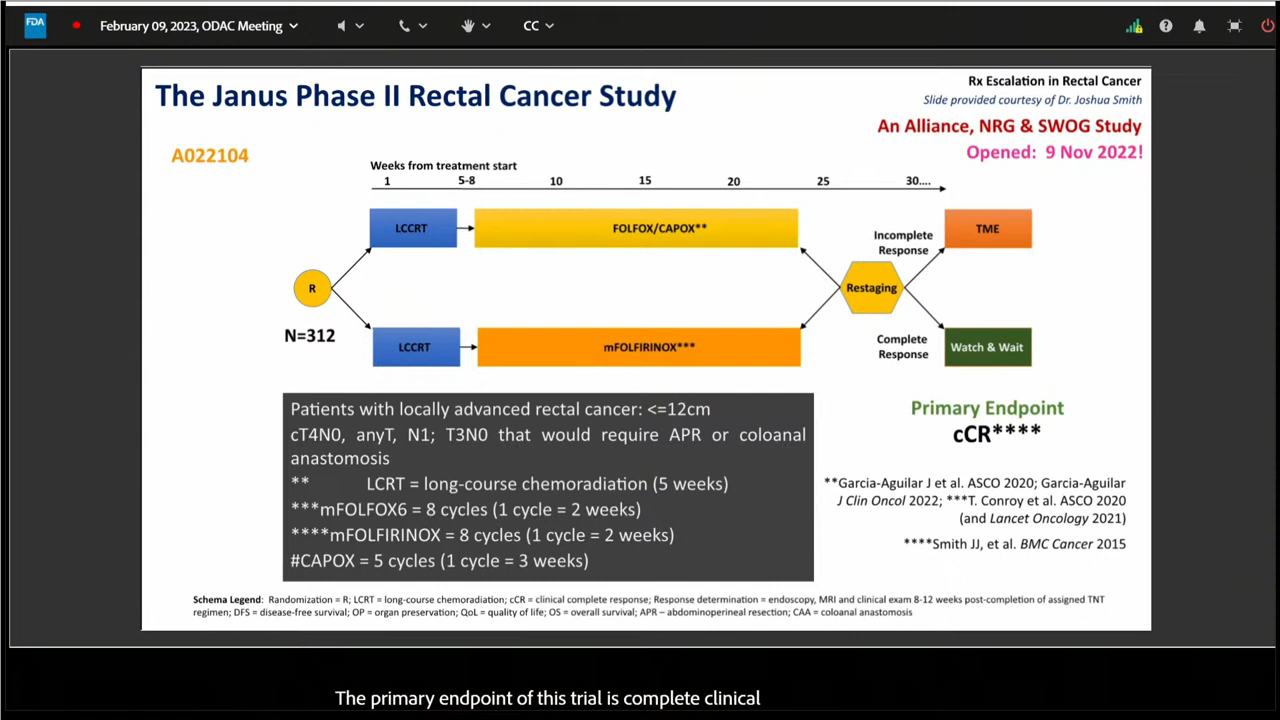 FDA
February 09, 2023, ODAC Meeting
CC
The Janus Phase II Rectal Cancer Study
Rx Escalation in Rectal Cancer
Slide provided courtesy of Dr. Joshua Smith
An Alliance, NRG & SWOG Study
Opened: 9 Nov 2022!
A022104
Weeks from treatment start
1 5-8 10 15 20 25 30....
LCCRT
FOLFOX/CAPOX**
Incomplete
Response
TME
R
Restaging
N=312
LCCRT
mFOLFIRINOX***
Complete
Response
Watch & Wait
Patients with locally advanced rectal cancer: <=12cm
cT4N0, anyT, N1; T3N0 that would require APR or coloanal
anastomosis
** LCRT = long-course chemoradiation (5 weeks)
***mFOLFOX6 = 8 cycles (1 cycle = 2 weeks)
****mFOLFIRINOX = 8 cycles (1 cycle = 2 weeks)
#CAPOX = 5 cycles (1 cycle = 3 weeks)
Primary Endpoint
cCR****
**Garcia-Aguilar J et al. ASCO 2020; Garcia-Aguilar
J Clin Oncol 2022; ***T. Conroy et al. ASCO 2020
(and Lancet Oncology 2021)
****Smith JJ, et al. BMC Cancer 2015
Schema Legend: Randomization = R; LCRT = long-course chemoradiation; cCR = clinical complete response; Response determination = endoscopy, MRI and clinical exam 8-12 weeks post-completion of assigned TNT
regimen; DFS = disease-free survival; OP = organ preservation; QoL = quality of life; OS = overall survival; APR – abdominoperineal resection; CAA = coloanal anastomosis
The primary endpoint of this trial is complete clinical